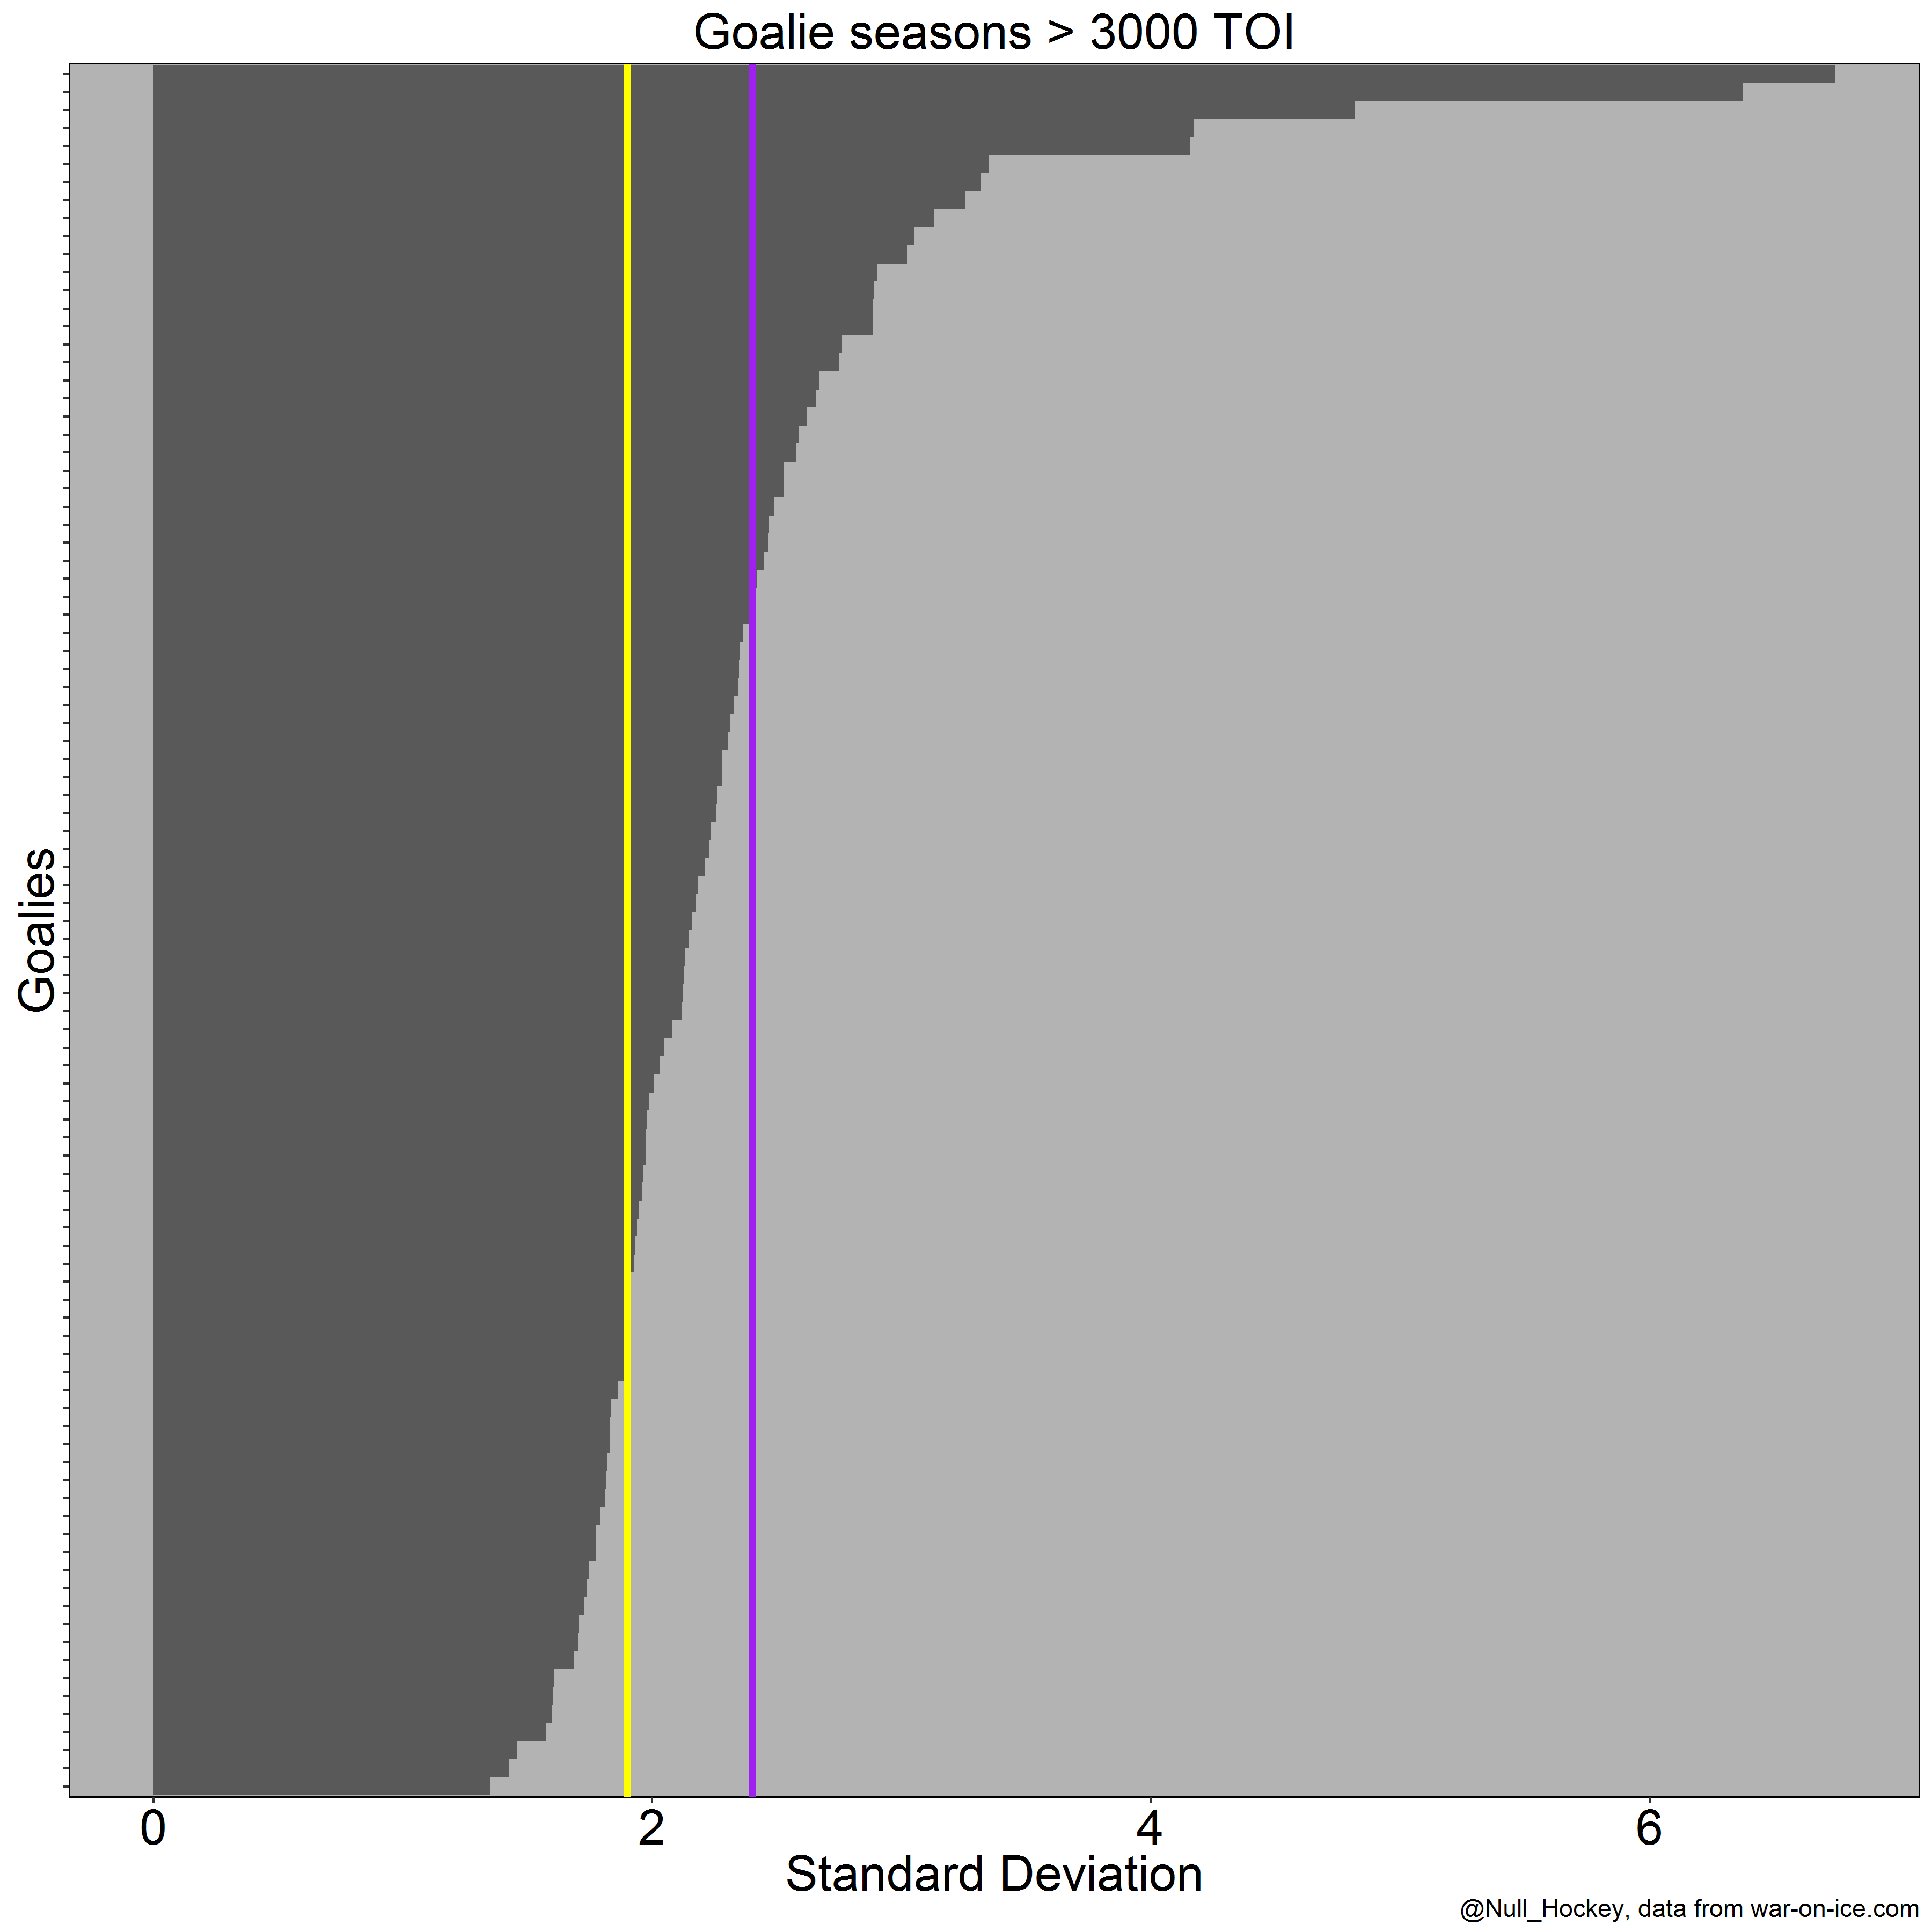 Goalie seasons > 3000 TOI
Goalies
0 2 4 6
Standard Deviation
@Null_Hockey, data from war-on-ice.com